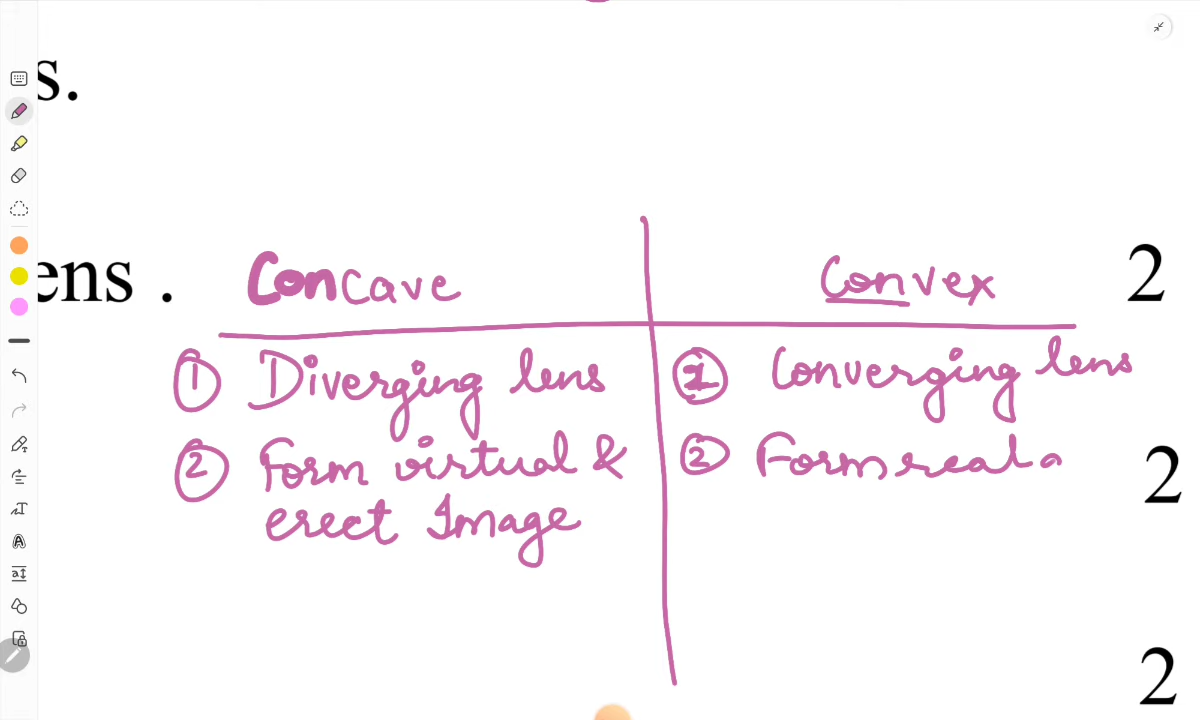 s.
ens . Concave Convex 2
① Diverging lens ① Converging lens
② Form virtual & ② Form real a 2
erect Image
2